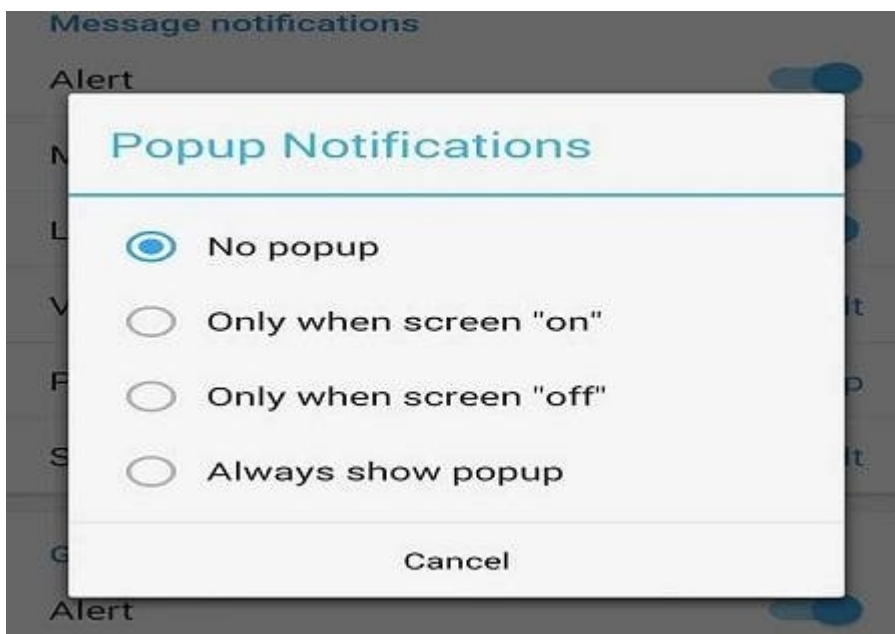 Message notifications
Alert
Popup Notifications
No popup
Only when screen "on"
Only when screen "off"
Always show popup
Cancel
Alert